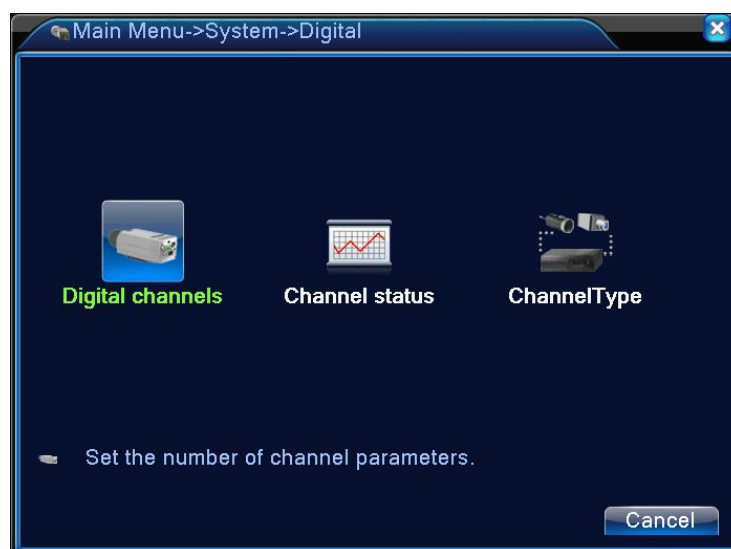 Main Menu->System->Digital
Digital channels
Channel status
ChannelType
Set the number of channel parameters.
Cancel